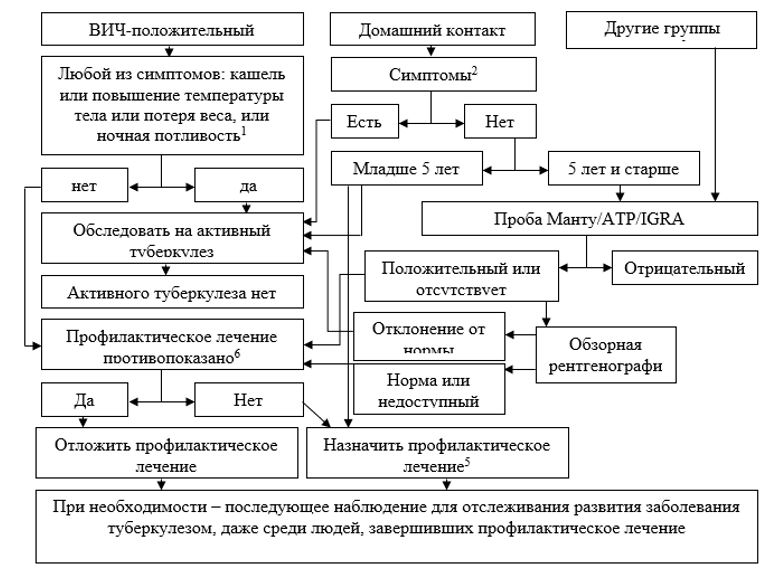 ВИЧ-положительный
Домашний контакт
Другие группы
Любой из симптомов: кашель
или повышение температуры
тела или потеря веса, или
ночная потливость1
Симптомы2
Есть
Нет
Младше 5 лет
5 лет и старше
нет
да
Проба Манту/АТР/IGRA
Обследовать на активный
туберкулез
Положительный или
отсутствует
Отрицательный
Активного туберкулеза нет
Профилактическое лечение
противопоказано6
Отклонение от
нормы
Обзорная
рентгенографи
Норма или
недоступный
Да
Нет
Отложить профилактическое
лечение
Назначить профилактическое
лечение5
При необходимости – последующее наблюдение для отслеживания развития заболевания
туберкулезом, даже среди людей, завершивших профилактическое лечение